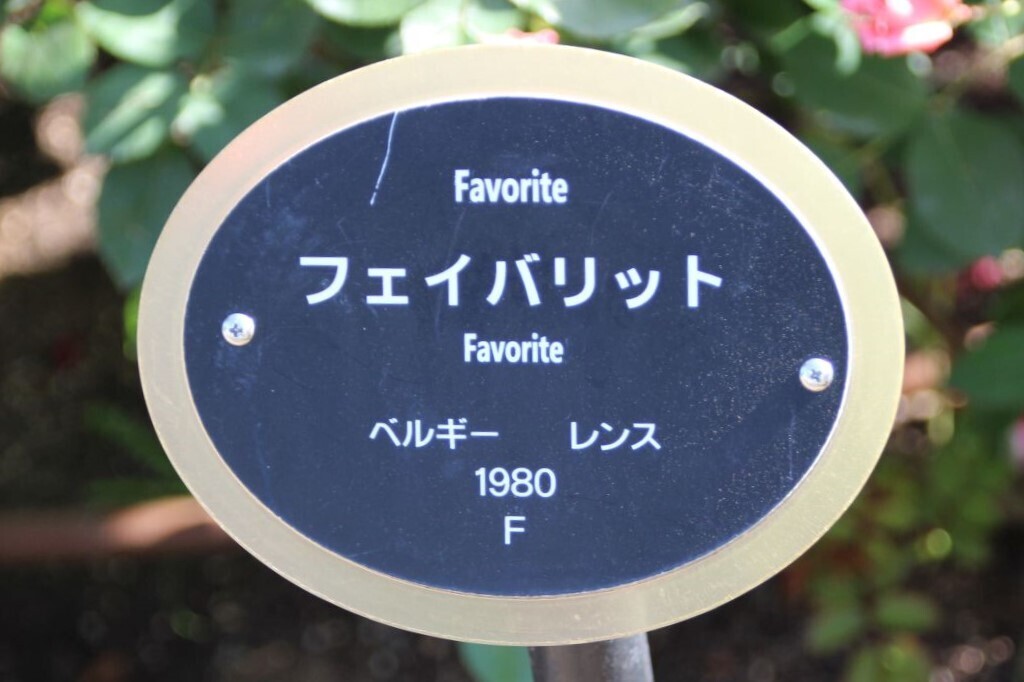 Favorite
フェイバリット
Favorite
ベルギー　レンス
1980
F